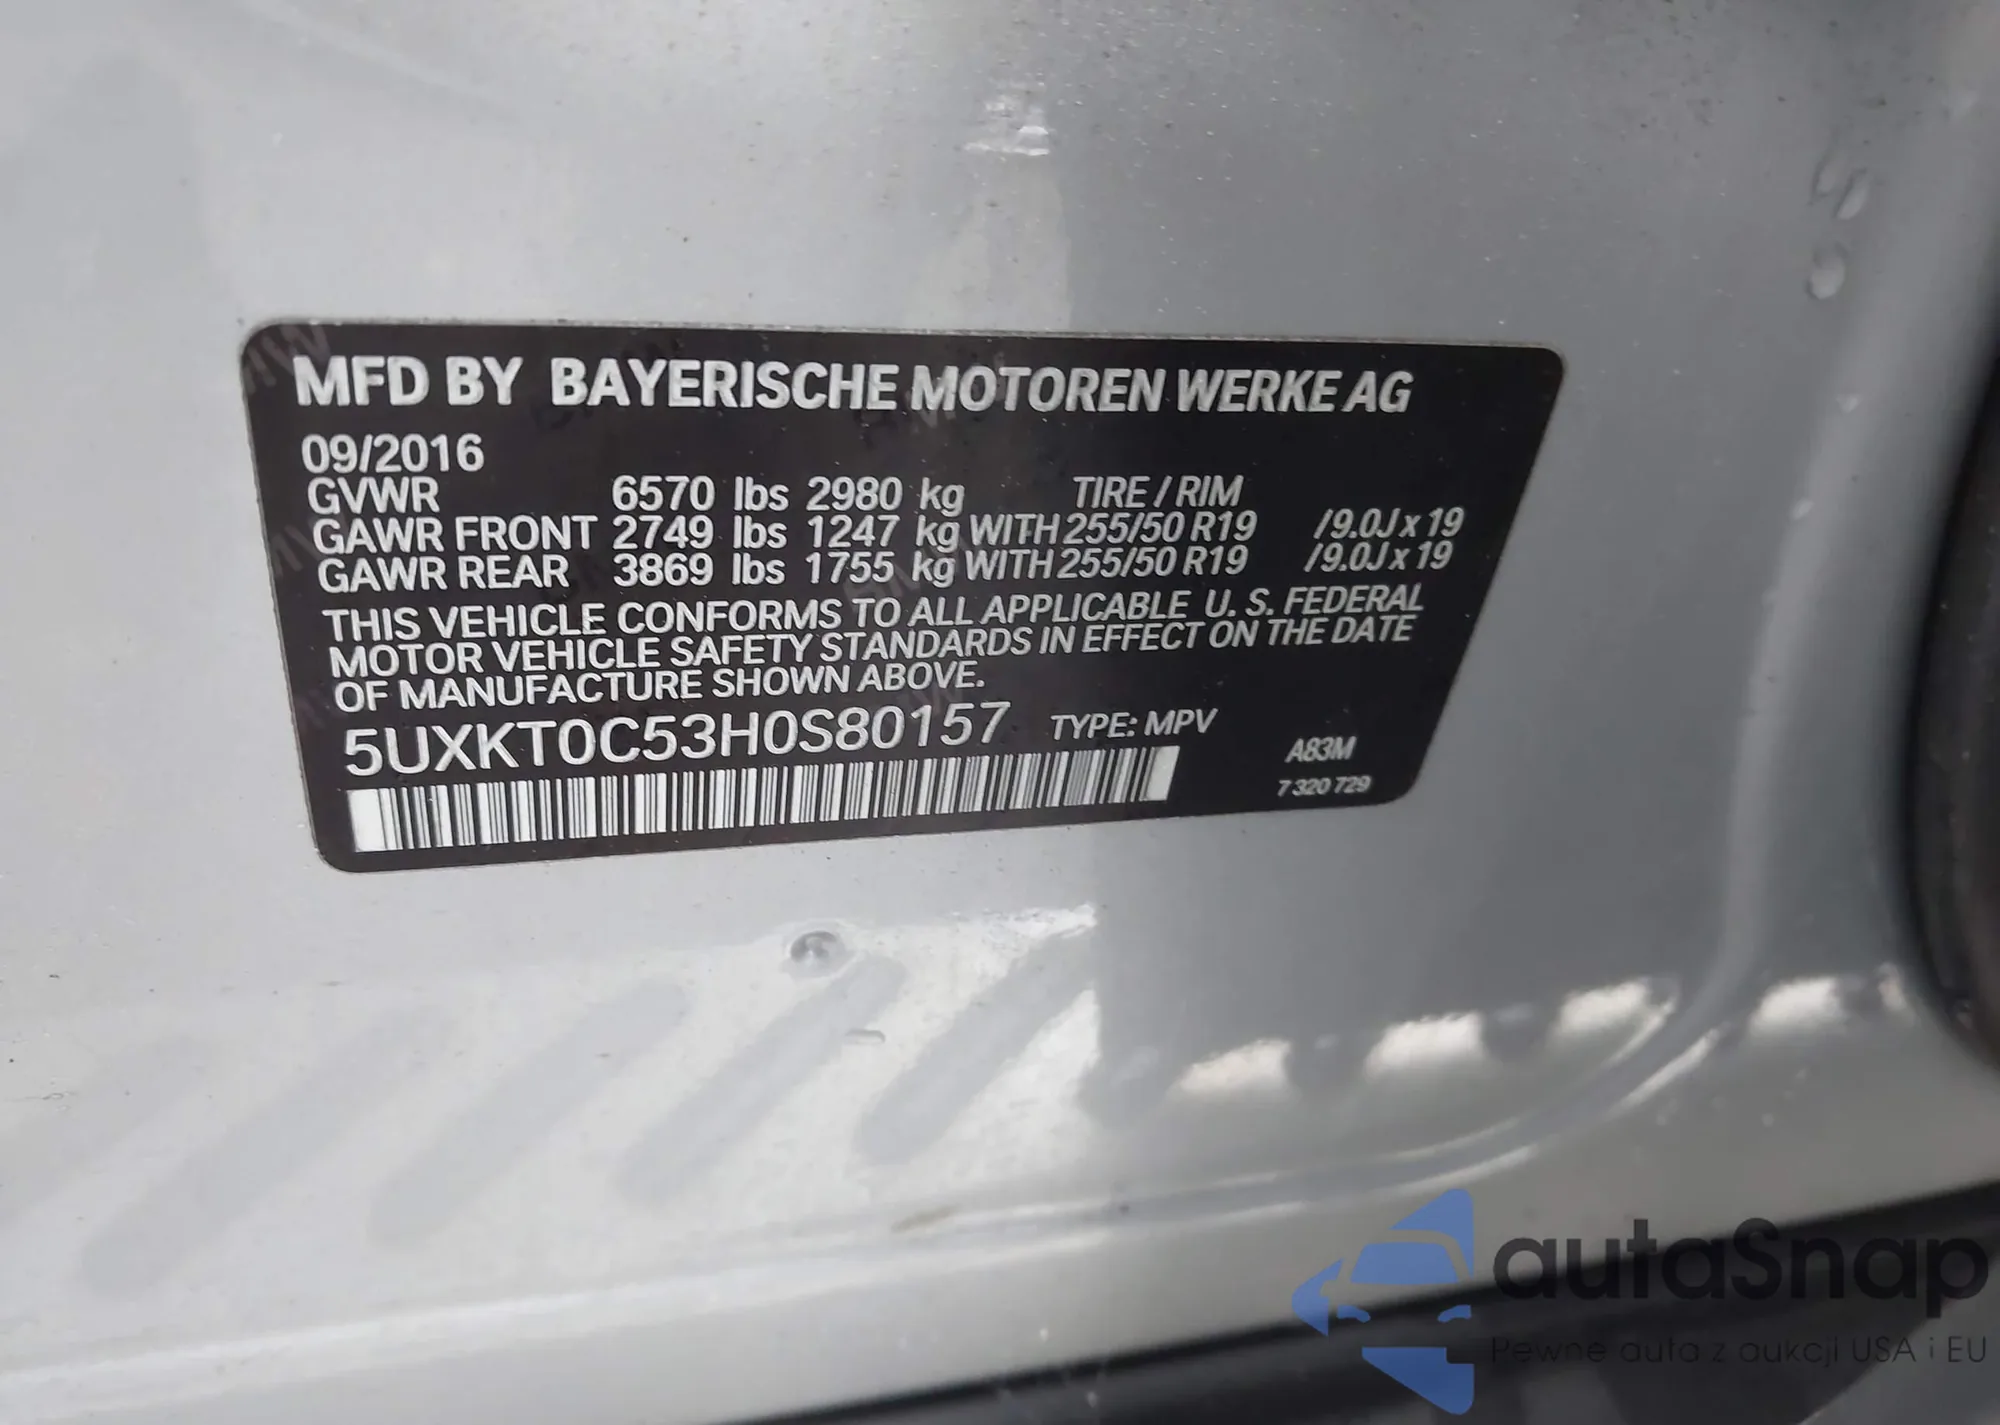 MFD BY BAYERISCHE MOTOREN WERKE AG
09/2016
GVWR 6570 lbs 2980 kg TIRE / RIM
GAWR FRONT 2749 lbs 1247 kg WITH 255/50 R19 /9.0J x 19
GAWR REAR 3869 lbs 1755 kg WITH 255/50 R19 /9.0J x 19
THIS VEHICLE CONFORMS TO ALL APPLICABLE U. S. FEDERAL
MOTOR VEHICLE SAFETY STANDARDS IN EFFECT ON THE DATE
OF MANUFACTURE SHOWN ABOVE.
5UXKT0C53H0S80157 TYPE: MPV
A83M
7 320 729
autaSnap
Pewne auta z aukcji USA i EU